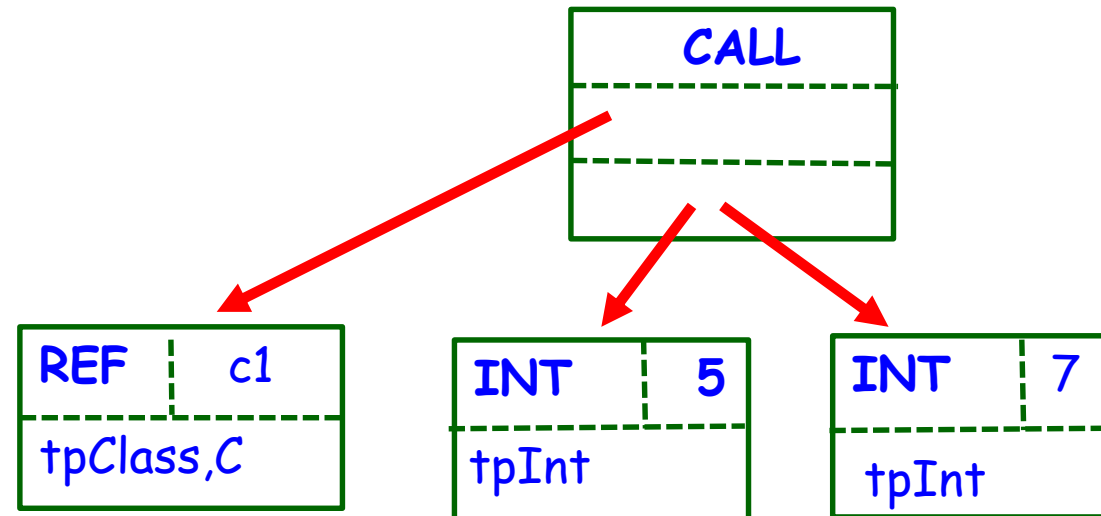 CALL
REF c1
tpClass,C
INT 5
tpInt
INT 7
tpInt